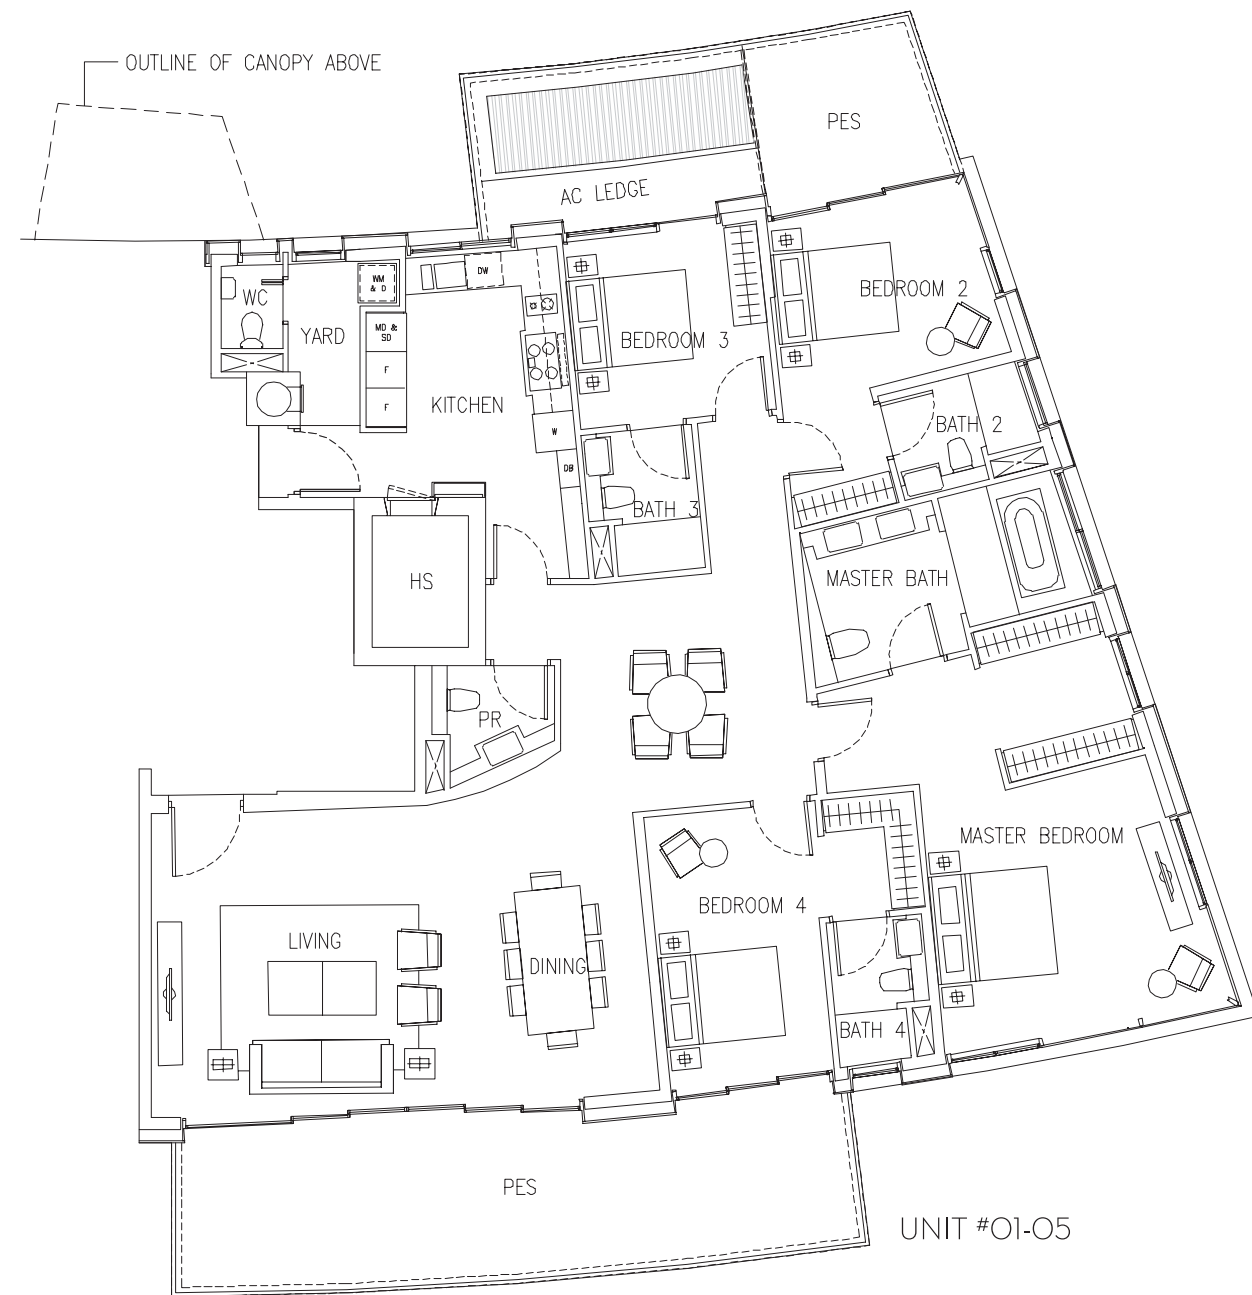 OUTLINE OF CANOPY ABOVE
PES
AC LEDGE
WC
WM
& D
DW
YARD
MD &
SD
F
F
KITCHEN
BEDROOM 3
BEDROOM 2
BATH 2
W
DB
BATH 3
HS
MASTER BATH
PR
MASTER BEDROOM
BEDROOM 4
LIVING
DINING
BATH 4
PES
UNIT #01-05